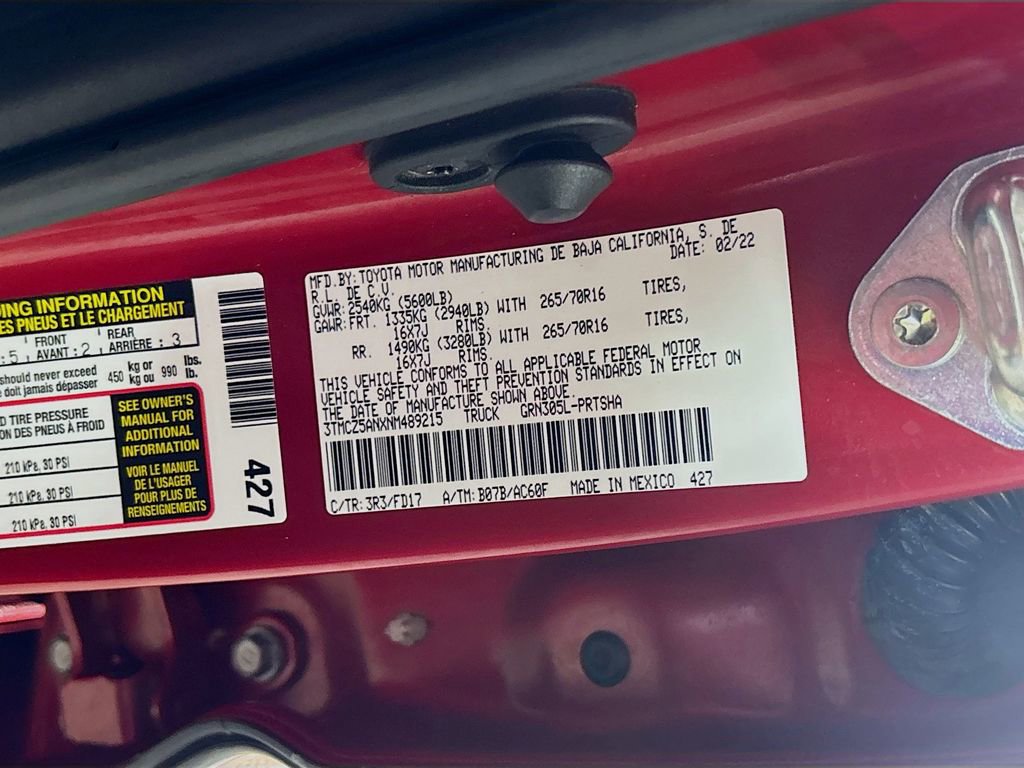 DING INFORMATION
DES PNEUS ET LE CHARGEMENT
: 5 FRONT AVANT : 2 REAR ARRIÈRE : 3
should never exceed 450 kg or 990 lbs.
doit jamais dépasser kg ou lb.
D TIRE PRESSURE
ON DES PNEUS À FROID
210 kPa, 30 PSI
210 kPa, 30 PSI
210 kPa, 30 PSI
SEE OWNER'S
MANUAL FOR
ADDITIONAL
INFORMATION
VOIR LE MANUEL
DE L'USAGER
POUR PLUS DE
RENSEIGNEMENTS
427
MFD. BY: TOYOTA MOTOR MANUFACTURING DE BAJA CALIFORNIA, S. DE
R. L. DE C. V. DATE: 02/22
GVWR: 2540KG (5600LB)
GAWR: FRT. 1335KG (2940LB) WITH 265/70R16 TIRES,
16X7J RIMS.
RR. 1490KG (3280LB) WITH 265/70R16 TIRES,
16X7J RIMS.
THIS VEHICLE CONFORMS TO ALL APPLICABLE FEDERAL MOTOR
VEHICLE SAFETY AND THEFT PREVENTION STANDARDS IN EFFECT ON
THE DATE OF MANUFACTURE SHOWN ABOVE.
3TMCZ5ANXNM489215 TRUCK GRN305L-PRTSHA
C/TR: 3R3/FD17 A/TM: B07B/AC60F MADE IN MEXICO 427